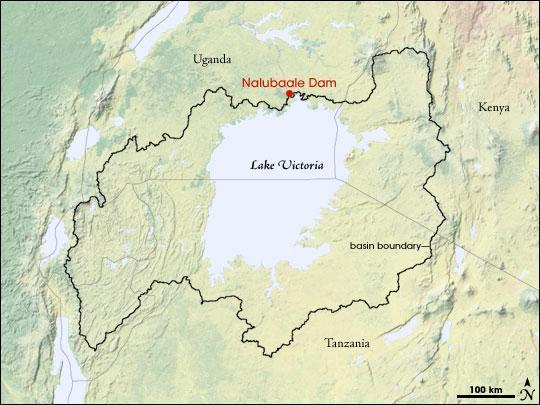 Uganda
Nalubaale Dam
Kenya
Lake Victoria
basin boundary
Tanzania
100 km
N